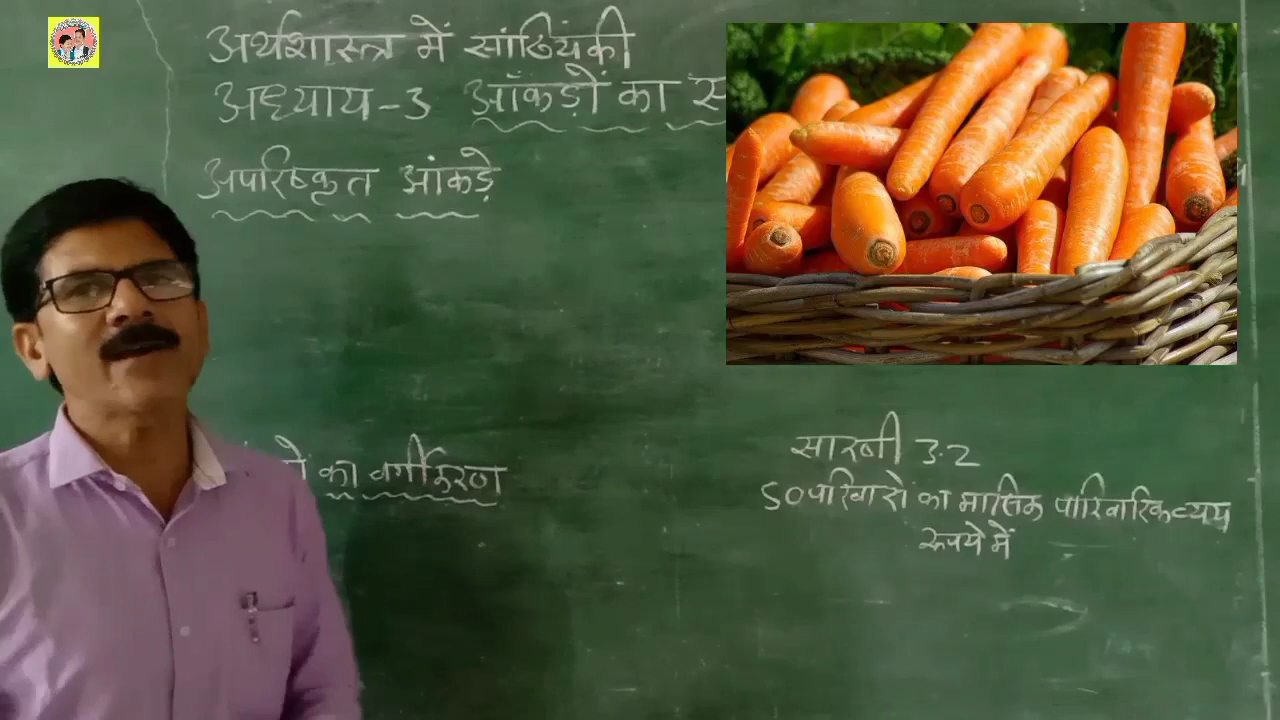 अर्थशास्त्र में सांख्यिकी
अध्याय-3 आँकड़ों का
अपरिष्कृत आंकड़े
का वर्गीकरण
सारणी 3.2
50 परिवारों का मासिक पारिवारिक व्यय
रूपये में